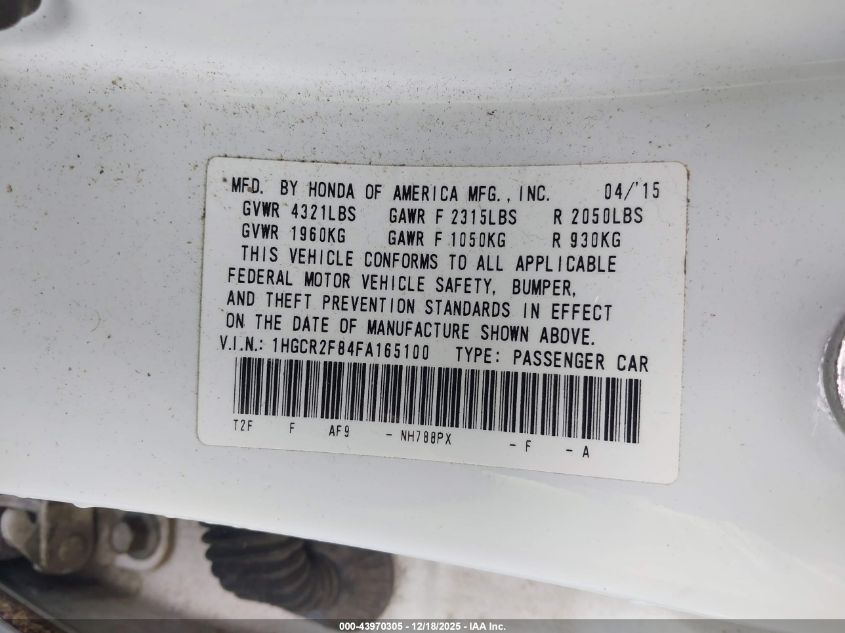 MFD. BY HONDA OF AMERICA MFG., INC. 04/'15
GVWR 4321LBS GAWR F 2315LBS R 2050LBS
GVWR 1960KG GAWR F 1050KG R 930KG
THIS VEHICLE CONFORMS TO ALL APPLICABLE
FEDERAL MOTOR VEHICLE SAFETY, BUMPER,
AND THEFT PREVENTION STANDARDS IN EFFECT
ON THE DATE OF MANUFACTURE SHOWN ABOVE.
V.I.N.: 1HGCR2F84FA165100 TYPE: PASSENGER CAR
T2F F AF9 - NH788PX - F - A
000-43970305 - 12/18/2025 - IAA Inc.